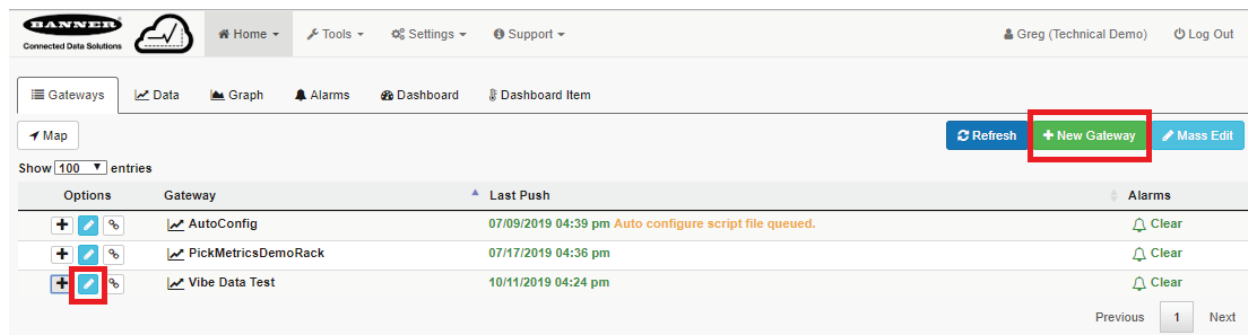 BANNER
Connected Data Solutions
Home Tools Settings Support Greg (Technical Demo) Log Out
Gateways Data Graph Alarms Dashboard Dashboard Item
Map Refresh + New Gateway Mass Edit
Show 100 entries
Options Gateway Last Push Alarms
AutoConfig 07/09/2019 04:39 pm Auto configure script file queued. Clear
PickMetricsDemoRack 07/17/2019 04:36 pm Clear
Vibe Data Test 10/11/2019 04:24 pm Clear
Previous 1 Next